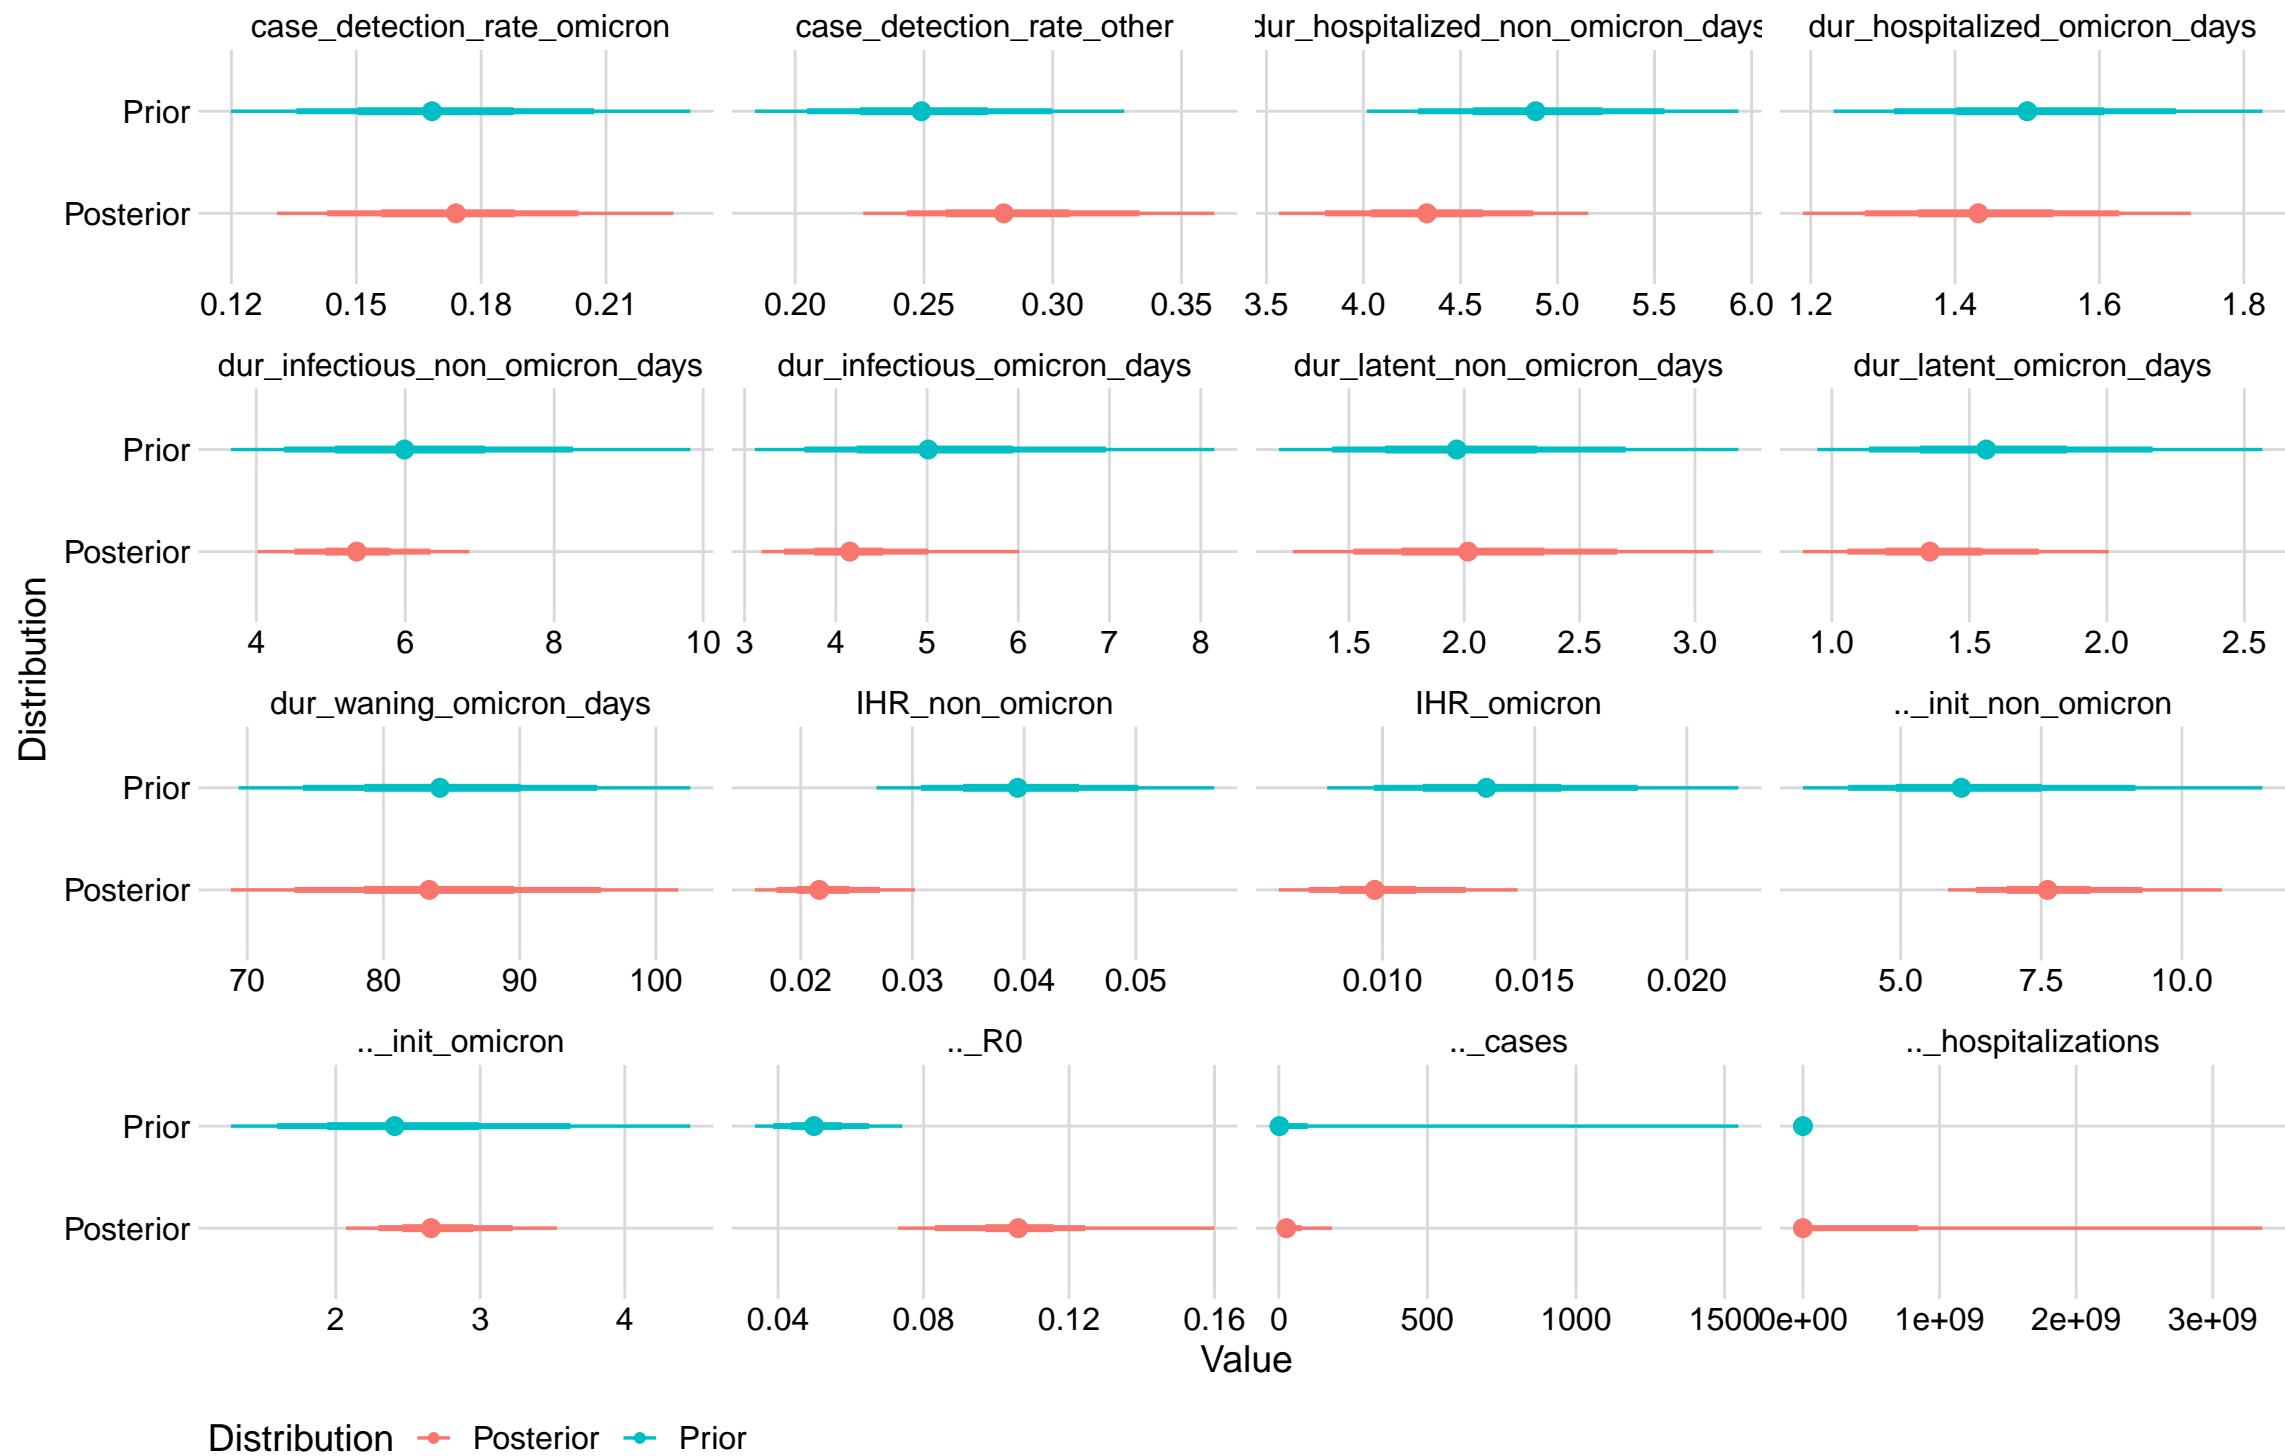 case_detection_rate_omicron case_detection_rate_other dur_hospitalized_non_omicron_days dur_hospitalized_omicron_days
Prior
Posterior
0.12 0.15 0.18 0.21 0.20 0.25 0.30 0.35 3.5 4.0 4.5 5.0 5.5 6.0 1.2 1.4 1.6 1.8
dur_infectious_non_omicron_days dur_infectious_omicron_days dur_latent_non_omicron_days dur_latent_omicron_days
Prior
Posterior
4 6 8 10 3 4 5 6 7 8 1.5 2.0 2.5 3.0 1.0 1.5 2.0 2.5
Distribution
dur_waning_omicron_days IHR_non_omicron IHR_omicron .._init_non_omicron
Prior
Posterior
70 80 90 100 0.02 0.03 0.04 0.05 0.010 0.015 0.020 5.0 7.5 10.0
.._init_omicron .._R0 .._cases .._hospitalizations
Prior
Posterior
2 3 4 0.04 0.08 0.12 0.16 0 500 1000 1500 0e+00 1e+09 2e+09 3e+09
Value
Distribution Posterior Prior